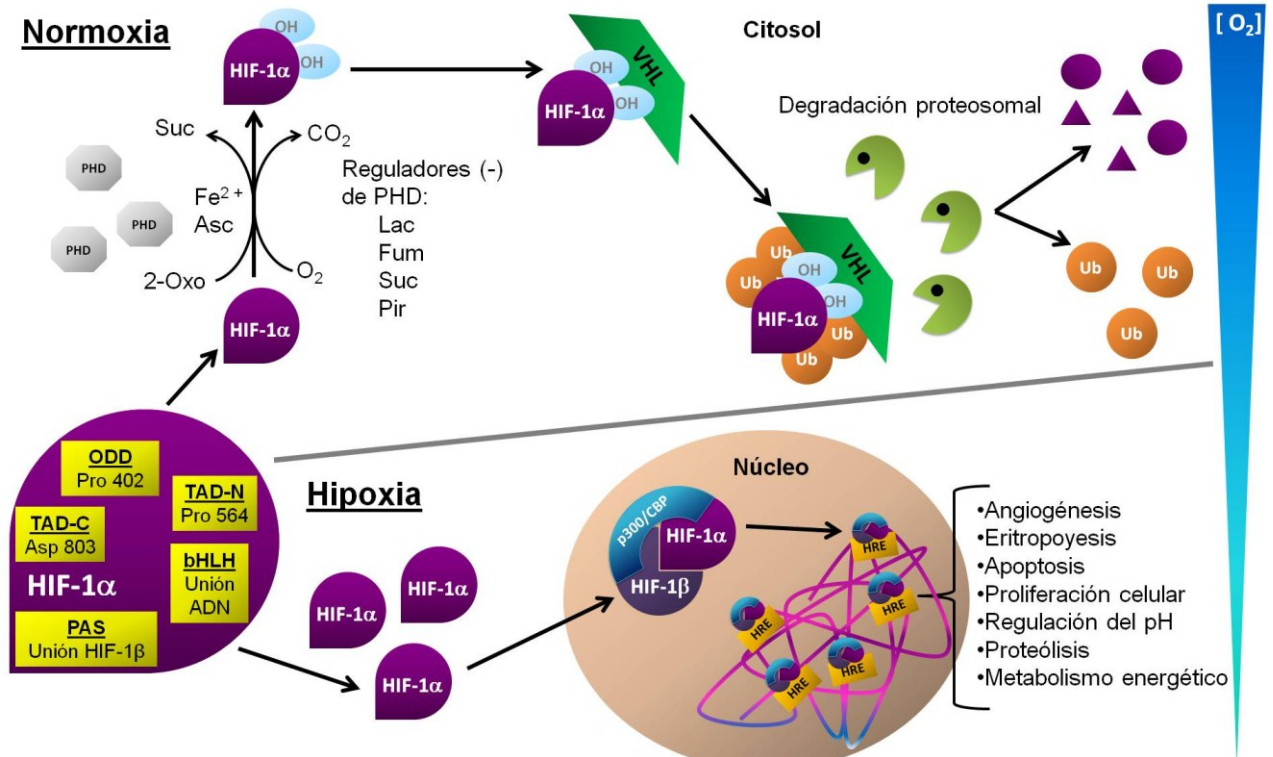 Normoxia
Citosol
[ O₂]
OH
OH
HIF-1α
OH
OH
VHL
HIF-1α
Degradación proteosomal
Suc
CO₂
PHD
PHD
PHD
Fe²⁺
Asc
2-Oxo
O₂
Reguladores (-)
de PHD:
Lac
Fum
Suc
Pir
HIF-1α
Ub
OH
OH
VHL
Ub
HIF-1α
Ub
Ub
Ub
Ub
Ub
ODD
Pro 402
TAD-N
Pro 564
TAD-C
Asp 803
HIF-1α
bHLH
Unión
ADN
PAS
Unión HIF-1β
Hipoxia
HIF-1α
HIF-1α
HIF-1α
Núcleo
p300/CBP
HIF-1α
HIF-1β
HRE
HRE
HRE
HRE
HRE
•Angiogénesis
•Eritropoyesis
•Apoptosis
•Proliferación celular
•Regulación del pH
•Proteólisis
•Metabolismo energético